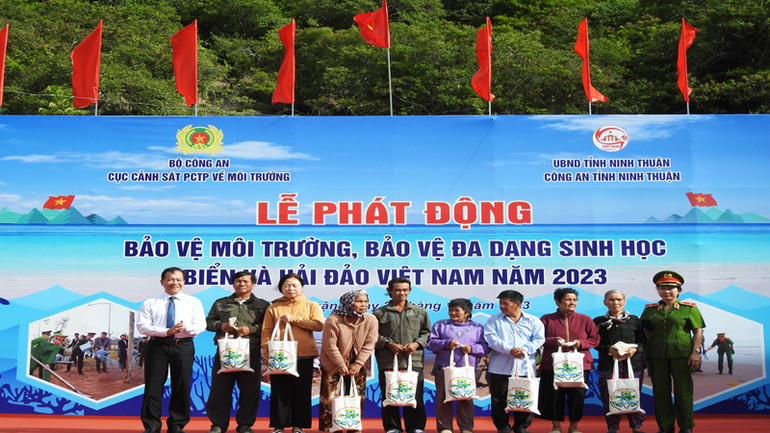 BỘ CÔNG AN
CỤC CẢNH SÁT PCTP VỀ MÔI TRƯỜNG
UBND TỈNH NINH THUẬN
CÔNG AN TỈNH NINH THUẬN
LỄ PHÁT ĐỘNG
BẢO VỆ MÔI TRƯỜNG, BẢO VỆ ĐA DẠNG SINH HỌC
BIỂN VÀ HẢI ĐẢO VIỆT NAM NĂM 2023